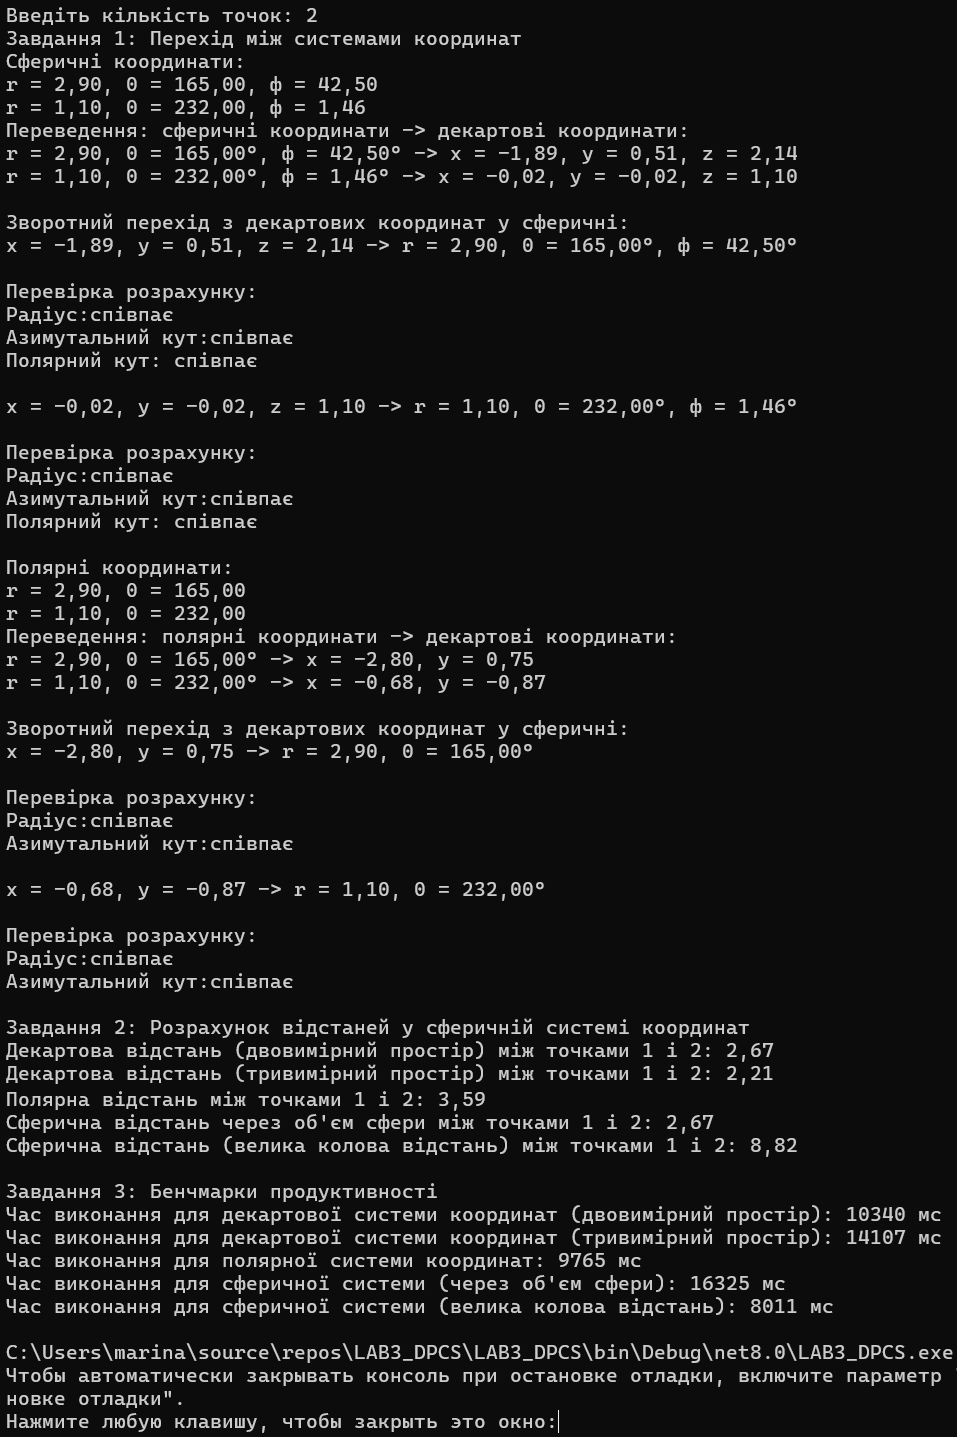 Введіть кількість точок: 2
Завдання 1: Перехід між системами координат
Сферичні координати:
r = 2,90, 0 = 165,00, ф = 42,50
r = 1,10, 0 = 232,00, ф = 1,46
Переведення: сферичні координати -> декартові координати:
r = 2,90, 0 = 165,00°, ф = 42,50° -> x = -1,89, y = 0,51, z = 2,14
r = 1,10, 0 = 232,00°, ф = 1,46° -> x = -0,02, y = -0,02, z = 1,10
Зворотний перехід з декартових координат у сферичні:
x = -1,89, y = 0,51, z = 2,14 -> r = 2,90, 0 = 165,00°, ф = 42,50°
Перевірка розрахунку:
Радіус:співпає
Азимутальний кут:співпає
Полярний кут: співпає
x = -0,02, y = -0,02, z = 1,10 -> r = 1,10, 0 = 232,00°, ф = 1,46°
Перевірка розрахунку:
Радіус:співпає
Азимутальний кут:співпає
Полярний кут: співпає
Полярні координати:
r = 2,90, 0 = 165,00
r = 1,10, 0 = 232,00
Переведення: полярні координати -> декартові координати:
r = 2,90, 0 = 165,00° -> x = -2,80, y = 0,75
r = 1,10, 0 = 232,00° -> x = -0,68, y = -0,87
Зворотний перехід з декартових координат у сферичні:
x = -2,80, y = 0,75 -> r = 2,90, 0 = 165,00°
Перевірка розрахунку:
Радіус:співпає
Азимутальний кут:співпає
x = -0,68, y = -0,87 -> r = 1,10, 0 = 232,00°
Перевірка розрахунку:
Радіус:співпає
Азимутальний кут:співпає
Завдання 2: Розрахунок відстаней у сферичній системі координат
Декартова відстань (двовимірний простір) між точками 1 і 2: 2,67
Декартова відстань (тривимірний простір) між точками 1 і 2: 2,21
Полярна відстань між точками 1 і 2: 3,59
Сферична відстань через об'єм сфери між точками 1 і 2: 2,67
Сферична відстань (велика колова відстань) між точками 1 і 2: 8,82
Завдання 3: Бенчмарки продуктивності
Час виконання для декартової системи координат (двовимірний простір): 10340 мс
Час виконання для декартової системи координат (тривимірний простір): 14107 мс
Час виконання для полярної системи координат: 9765 мс
Час виконання для сферичної системи (через об'єм сфери): 16325 мс
Час виконання для сферичної системи (велика колова відстань): 8011 мс
C:\Users\marina\source\repos\LAB3_DPCS\LAB3_DPCS\bin\Debug\net8.0\LAB3_DPCS.exe
Чтобы автоматически закрывать консоль при остановке отладки, включите параметр
новке отладки".
Нажмите любую клавишу, чтобы закрыть это окно: